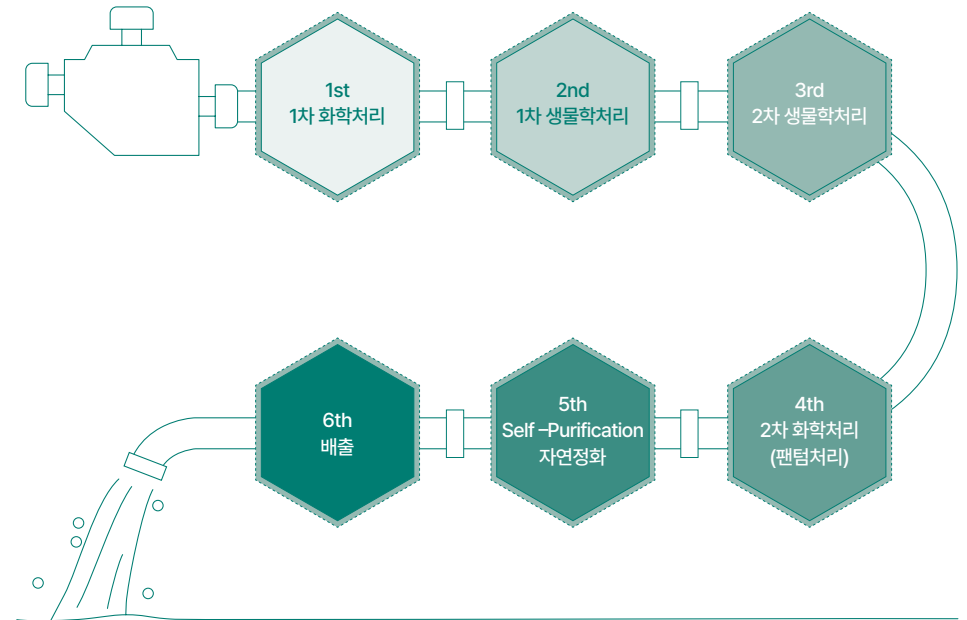 1st
1차 화학처리
2nd
1차 생물학처리
3rd
2차 생물학처리
4th
2차 화학처리
(팬텀처리)
5th
Self –Purification
자연정화
6th
배출